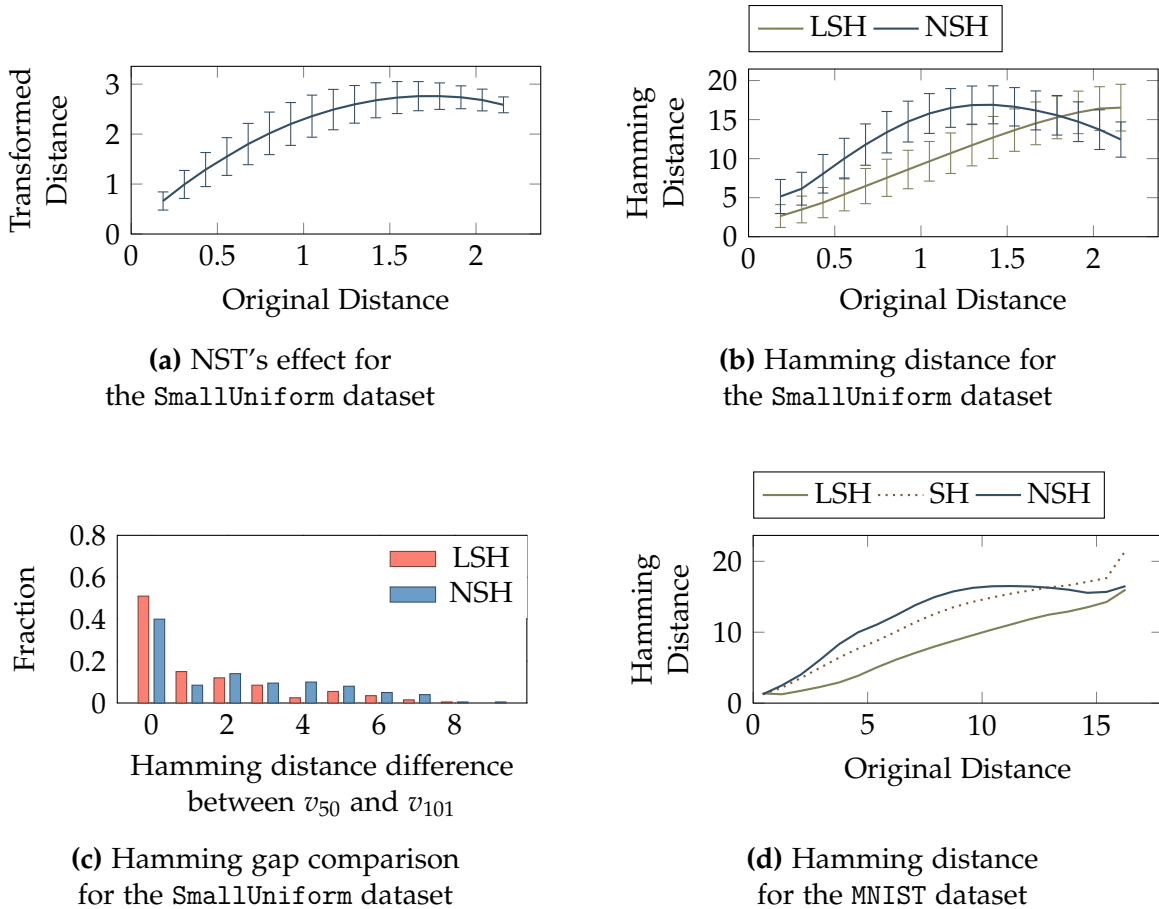 3
2
1
0
Transformed
Distance
0 0.5 1 1.5 2
Original Distance
(a) NST's effect for
the SmallUniform dataset
LSH NSH
20
15
10
5
0
Hamming
Distance
0 0.5 1 1.5 2
Original Distance
(b) Hamming distance for
the SmallUniform dataset
0.8
0.6
0.4
0.2
0
Fraction
LSH
NSH
0 2 4 6 8
Hamming distance difference
between v50 and v101
(c) Hamming gap comparison
for the SmallUniform dataset
LSH SH NSH
20
10
0
Hamming
Distance
0 5 10 15
Original Distance
(d) Hamming distance
for the MNIST dataset